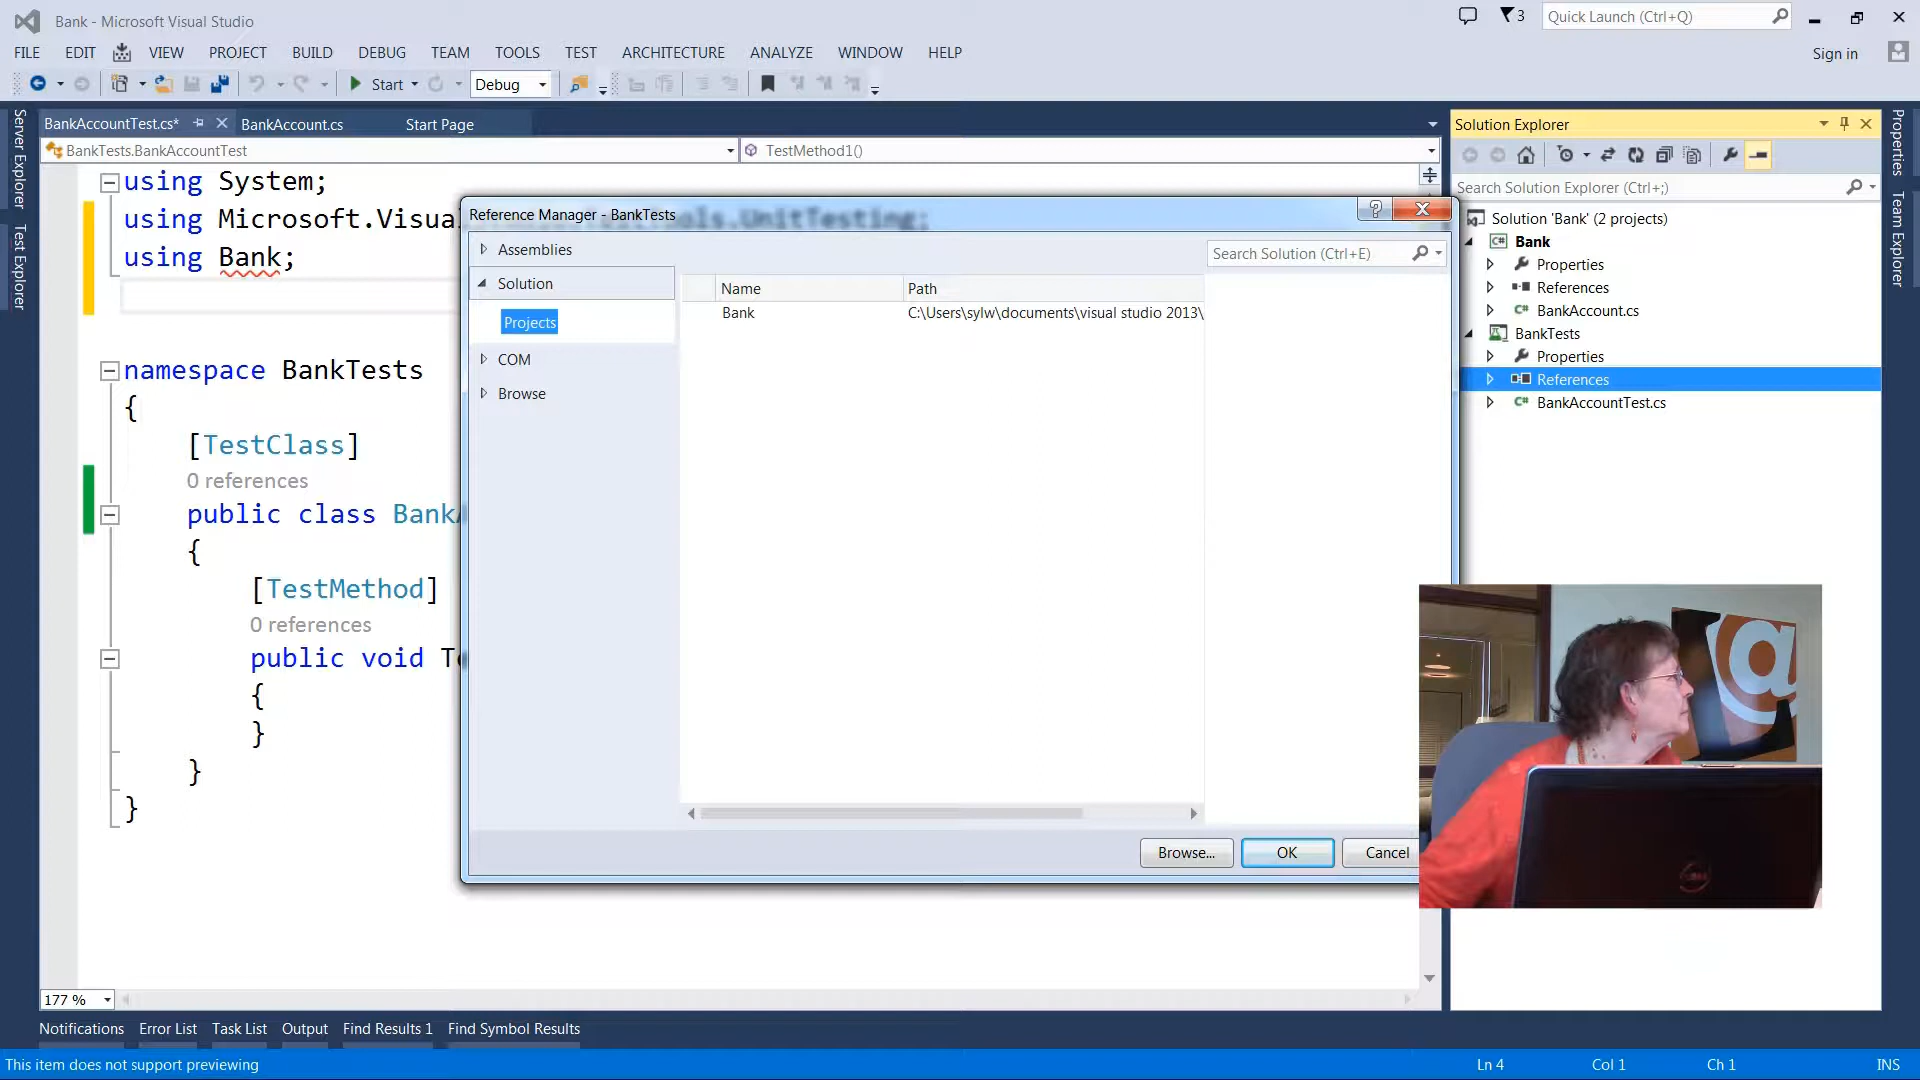 Bank - Microsoft Visual Studio
3
Quick Launch (Ctrl+Q)
FILE EDIT VIEW PROJECT BUILD DEBUG TEAM TOOLS TEST ARCHITECTURE ANALYZE WINDOW HELP
Sign in
Start
Debug
Server Explorer
Test Explorer
BankAccountTest.cs*
BankAccount.cs
Start Page
BankTests.BankAccountTest
TestMethod1()
using System;
using Microsoft.Visual
Tools.UnitTesting;
using Bank;
namespace BankTests
{
[TestClass]
0 references
public class BankA
{
[TestMethod]
0 references
public void Te
{
}
}
}
Reference Manager - BankTests
?
Assemblies
Solution
Projects
COM
Browse
Search Solution (Ctrl+E)
Name Path
Bank C:\Users\sylw\documents\visual studio 2013\
Browse...
OK
Cancel
Solution Explorer
Search Solution Explorer (Ctrl+;)
Solution 'Bank' (2 projects)
Bank
Properties
References
BankAccount.cs
BankTests
Properties
References
BankAccountTest.cs
Properties
Team Explorer
@
DELL
177 %
Notifications Error List Task List Output Find Results 1 Find Symbol Results
This item does not support previewing
Ln 4 Col 1 Ch 1 INS